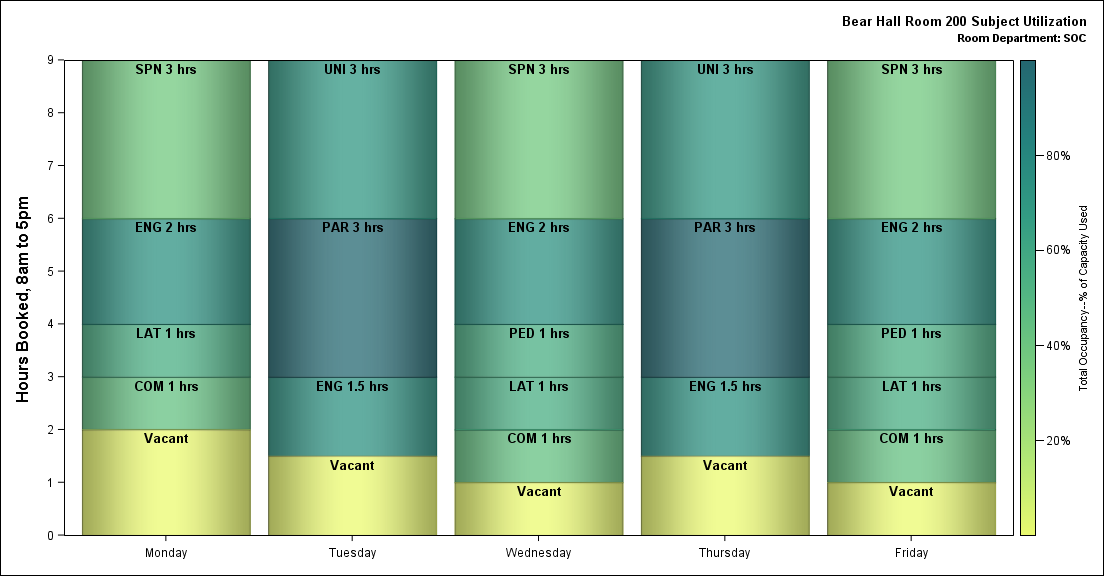 Bear Hall Room 200 Subject Utilization
Room Department: SOC
Hours Booked, 8am to 5pm
9
8
7
6
5
4
3
2
1
0
SPN 3 hrs
ENG 2 hrs
LAT 1 hrs
COM 1 hrs
Vacant
UNI 3 hrs
PAR 3 hrs
ENG 1.5 hrs
Vacant
SPN 3 hrs
ENG 2 hrs
PED 1 hrs
LAT 1 hrs
COM 1 hrs
Vacant
UNI 3 hrs
PAR 3 hrs
ENG 1.5 hrs
Vacant
SPN 3 hrs
ENG 2 hrs
PED 1 hrs
LAT 1 hrs
COM 1 hrs
Vacant
Monday
Tuesday
Wednesday
Thursday
Friday
80%
60%
40%
20%
Total Occupancy--% of Capacity Used